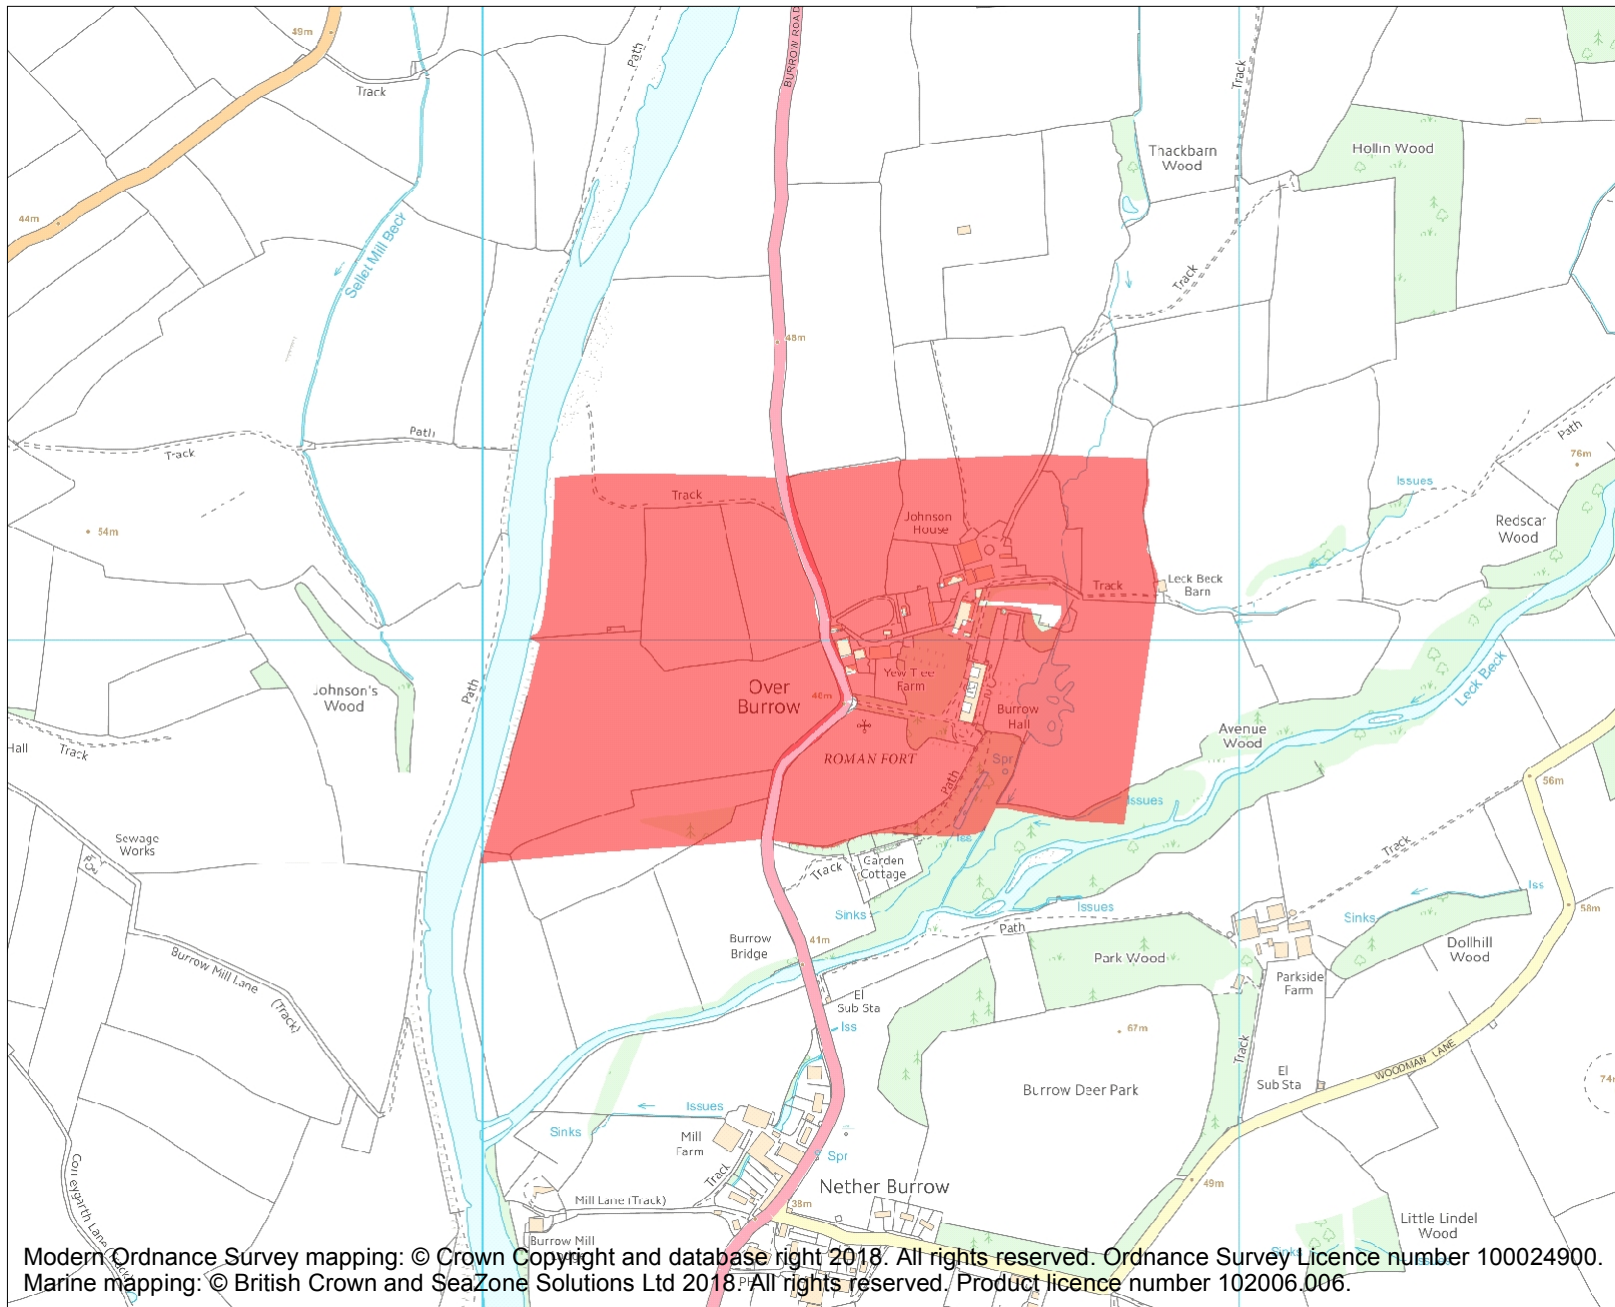 49m
Track
Path
BURROW ROAD
Track
Thackbarn
Wood
Hollin Wood
44m
Sellet Mill Beck
Track
48m
Track
Path
Path
76m
Issues
Track
Johnson
House
Redscar
Wood
54m
Track
Leck Beck
Barn
Johnson's
Wood
Path
Over
Burrow
Yew Tree
Farm
Burrow
Hall
Leck Beck
Hall
Track
ROMAN FORT
Spr
Avenue
Wood
Path
Issues
56m
Sewage
Works
Iss
Track
Garden
Cottage
Track
Sinks
Issues
Iss
Sinks
58m
Path
Burrow
Bridge
41m
Park Wood
Dollhill
Wood
Burrow Mill Lane
(Track)
El
Sub Sta
Parkside
Farm
Iss
67m
Track
WOODMAN LANE
El
Sub Sta
Burrow Deer Park
Issues
Sinks
Mill
Farm
Spr
Track
Nether Burrow
Mill Lane (Track)
38m
49m
Little Lindel
Wood
Burrow Mill
Sinks
Issues
PH
Modern Ordnance Survey mapping: © Crown Copyright and database right 2018. All rights reserved. Ordnance Survey Licence number 100024900.
Marine mapping: © British Crown and SeaZone Solutions Ltd 2018. All rights reserved. Product licence number 102006.006.